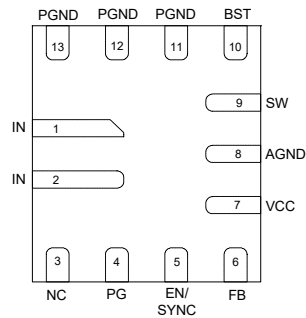 PGND PGND PGND BST
13 12 11 10
9 SW
IN 1
8 AGND
IN 2
7 VCC
3 4 5 6
NC PG EN/ FB
SYNC